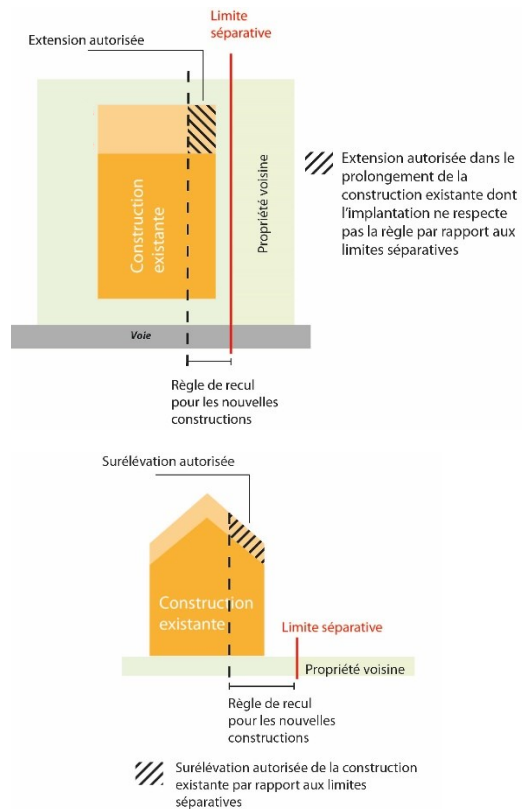 Limite
séparative
Extension autorisée
Construction
existante
Propriété voisine
Extension autorisée dans le
prolongement de la
construction existante dont
l'implantation ne respecte
pas la règle par rapport aux
limites séparatives
Voie
Règle de recul
pour les nouvelles
constructions
Surélévation autorisée
Construction
existante
Limite séparative
Propriété voisine
Règle de recul
pour les nouvelles
constructions
Surélévation autorisée de la construction
existante par rapport aux limites
séparatives